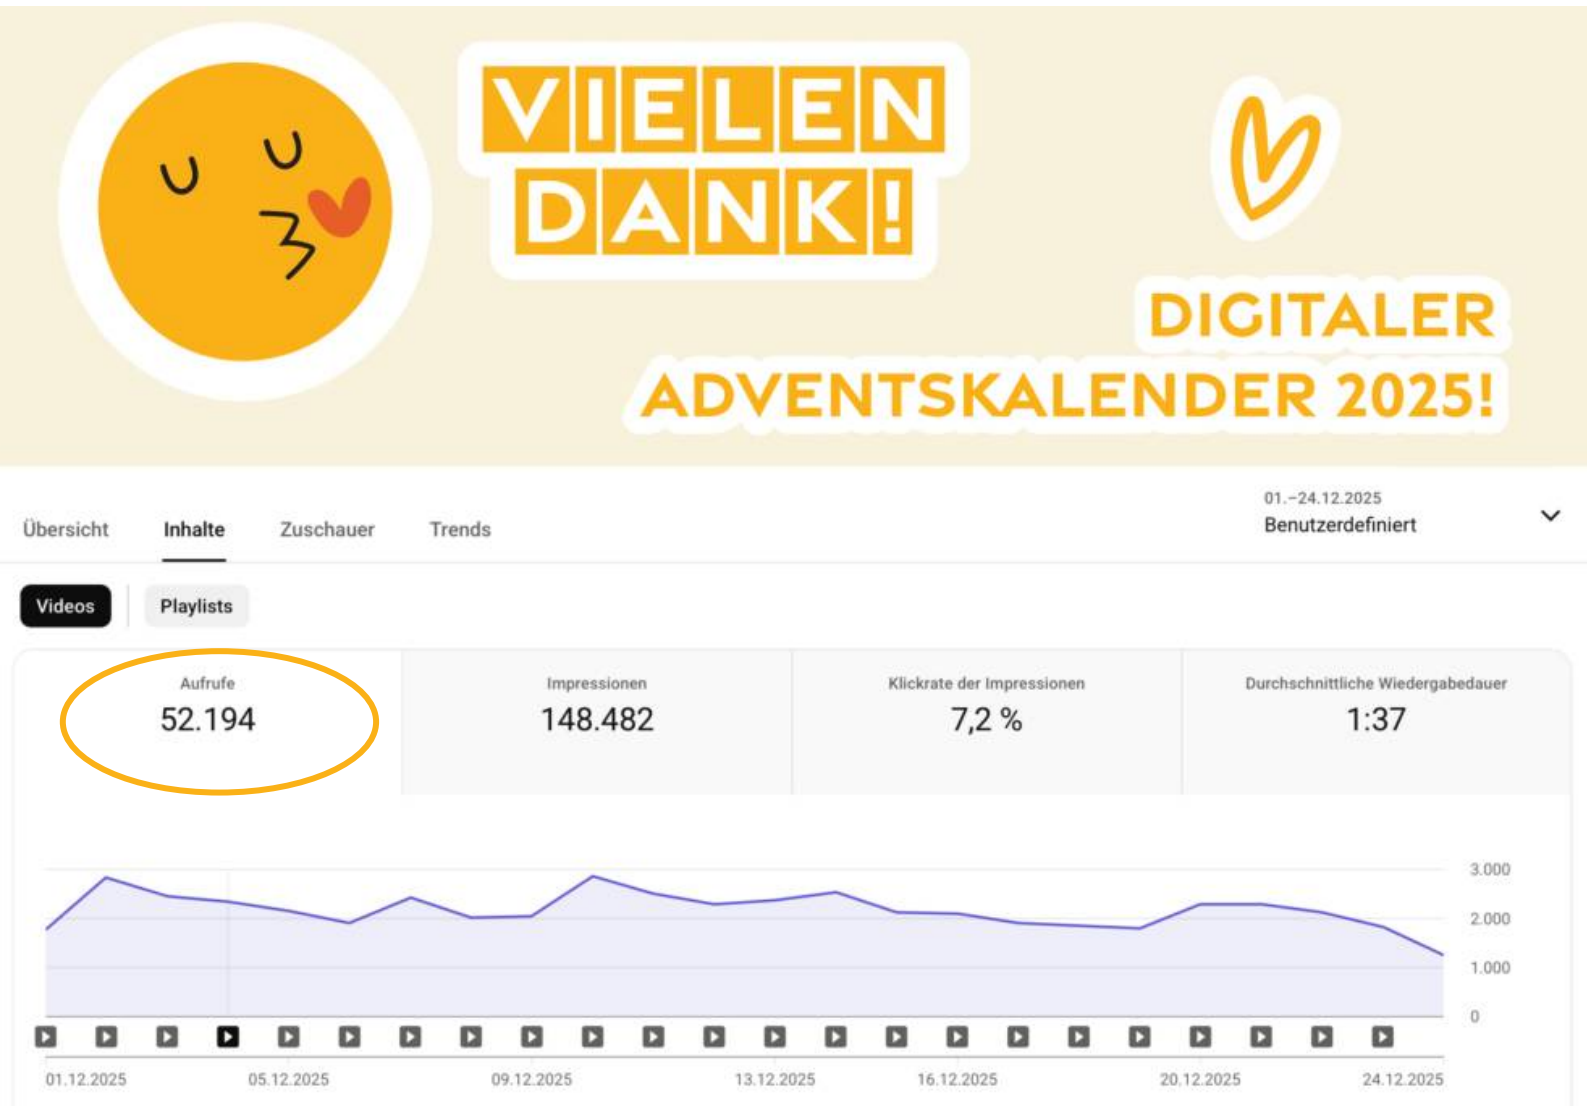 VIELEN
DANK!
DIGITALER
ADVENTSKALENDER 2025!
Übersicht Inhalte Zuschauer Trends
01.–24.12.2025
Benutzerdefiniert
Videos Playlists
Aufrufe
52.194
Impressionen
148.482
Klickrate der Impressionen
7,2 %
Durchschnittliche Wiedergabedauer
1:37
3.000
2.000
1.000
0
01.12.2025 05.12.2025 09.12.2025 13.12.2025 16.12.2025 20.12.2025 24.12.2025